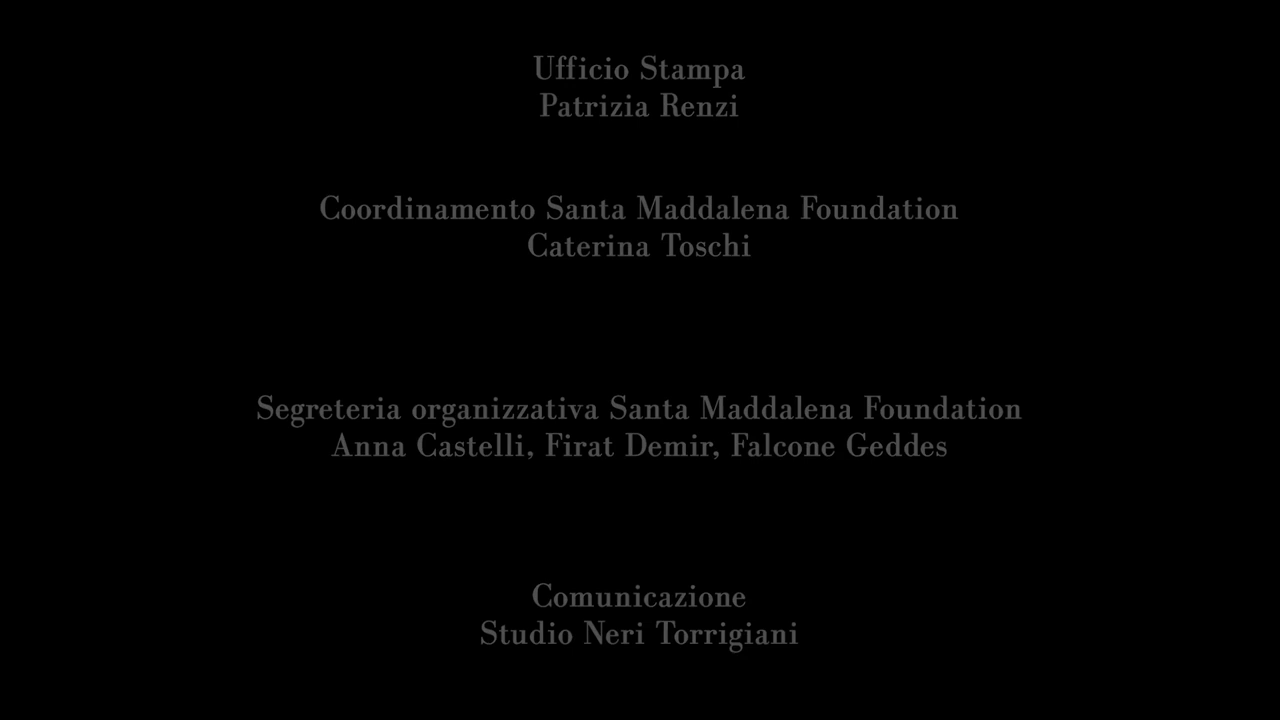 Ufficio Stampa
Patrizia Renzi
Coordinamento Santa Maddalena Foundation
Caterina Toschi
Segreteria organizzativa Santa Maddalena Foundation
Anna Castelli, Firat Demir, Falcone Geddes
Comunicazione
Studio Neri Torrigiani